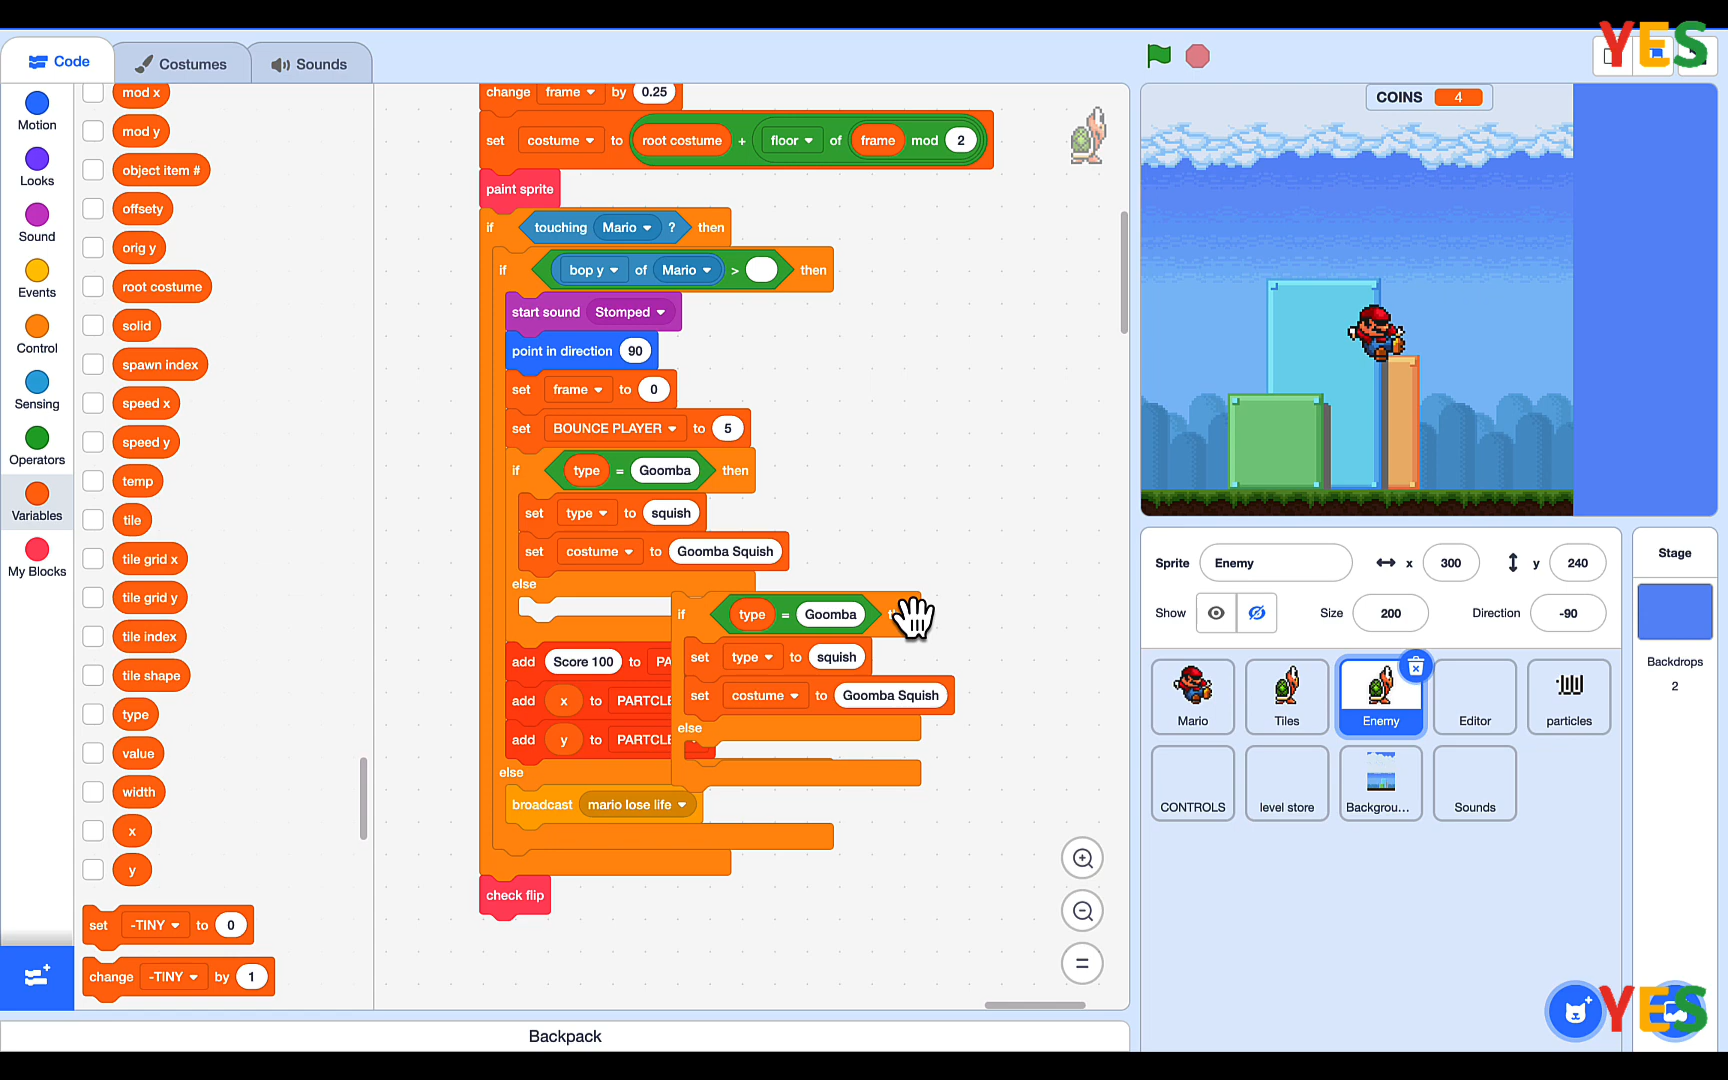 YES
Code
Costumes
Sounds
Motion
Looks
Sound
Events
Control
Sensing
Operators
Variables
My Blocks
mod x
mod y
object item #
offsety
orig y
root costume
solid
spawn index
speed x
speed y
temp
tile
tile grid x
tile grid y
tile index
tile shape
type
value
width
x
y
set -TINY to 0
change -TINY by 1
change frame by 0.25
set costume to root costume + floor of frame mod 2
paint sprite
if touching Mario ? then
if bop y of Mario > then
start sound Stomped
point in direction 90
set frame to 0
set BOUNCE PLAYER to 5
if type = Goomba then
set type to squish
set costume to Goomba Squish
else
if type = Goomba
set type to squish
set costume to Goomba Squish
else
add Score 100 to PA
add x to PARTCLE
add y to PARTCLE
else
broadcast mario lose life
check flip
Backpack
COINS 4
Sprite Enemy x 300 y 240
Show Size 200 Direction -90
Mario
Tiles
Enemy
Editor
particles
CONTROLS
level store
Backgrou...
Sounds
Stage
Backdrops
2
YES